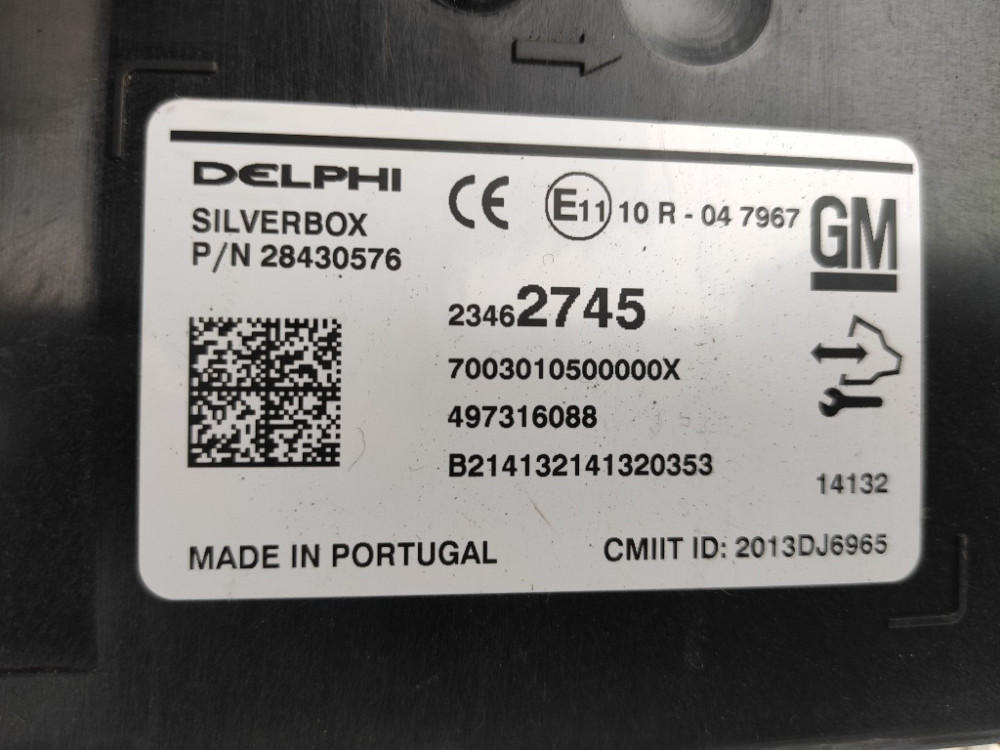 DELPHI
SILVERBOX
P/N 28430576
CE E11 10 R - 04 7967
GM
23462745
7003010500000X
497316088
B214132141320353
14132
MADE IN PORTUGAL
CMIIT ID: 2013DJ6965